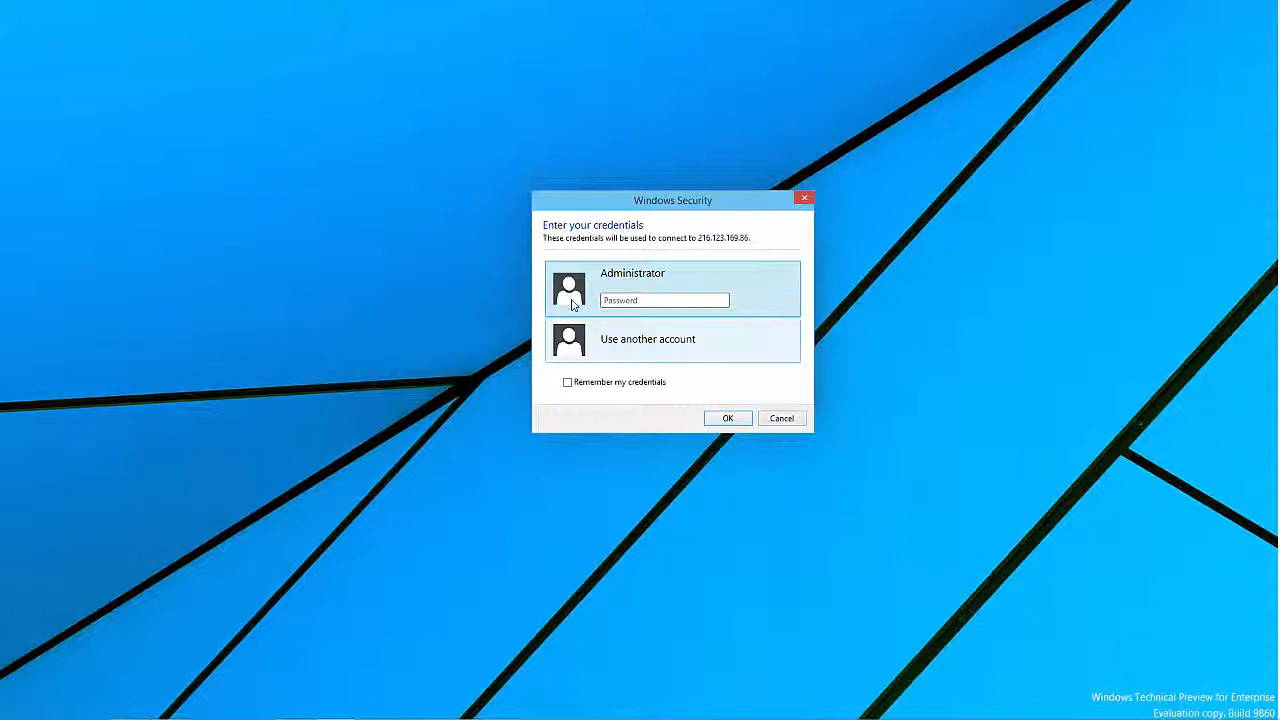 Windows Security
Enter your credentials
These credentials will be used to connect to 216.123.169.86.
Administrator
Password
Use another account
Remember my credentials
OK
Cancel
Windows Technical Preview for Enterprise
Evaluation copy. Build 9860